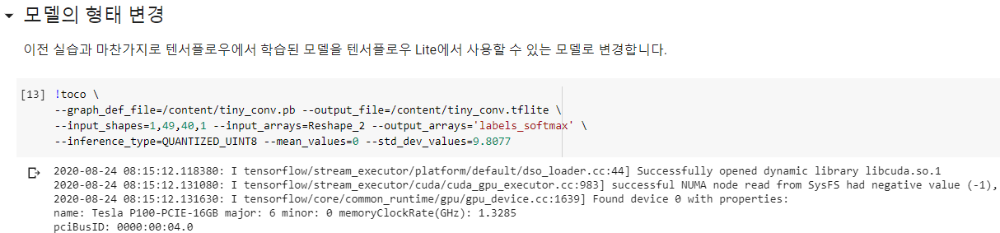 모델의 형태 변경
이전 실습과 마찬가지로 텐서플로우에서 학습된 모델을 텐서플로우 Lite에서 사용할 수 있는 모델로 변경합니다.
[13] !toco \
--graph_def_file=/content/tiny_conv.pb --output_file=/content/tiny_conv.tflite \
--input_shapes=1,49,40,1 --input_arrays=Reshape_2 --output_arrays='labels_softmax' \
--inference_type=QUANTIZED_UINT8 --mean_values=0 --std_dev_values=9.8077
2020-08-24 08:15:12.118380: I tensorflow/stream_executor/platform/default/dso_loader.cc:44] Successfully opened dynamic library libcuda.so.1
2020-08-24 08:15:12.131080: I tensorflow/stream_executor/cuda/cuda_gpu_executor.cc:983] successful NUMA node read from SysFS had negative value (-1),
2020-08-24 08:15:12.131630: I tensorflow/core/common_runtime/gpu/gpu_device.cc:1639] Found device 0 with properties:
name: Tesla P100-PCIE-16GB major: 6 minor: 0 memoryClockRate(GHz): 1.3285
pciBusID: 0000:00:04.0